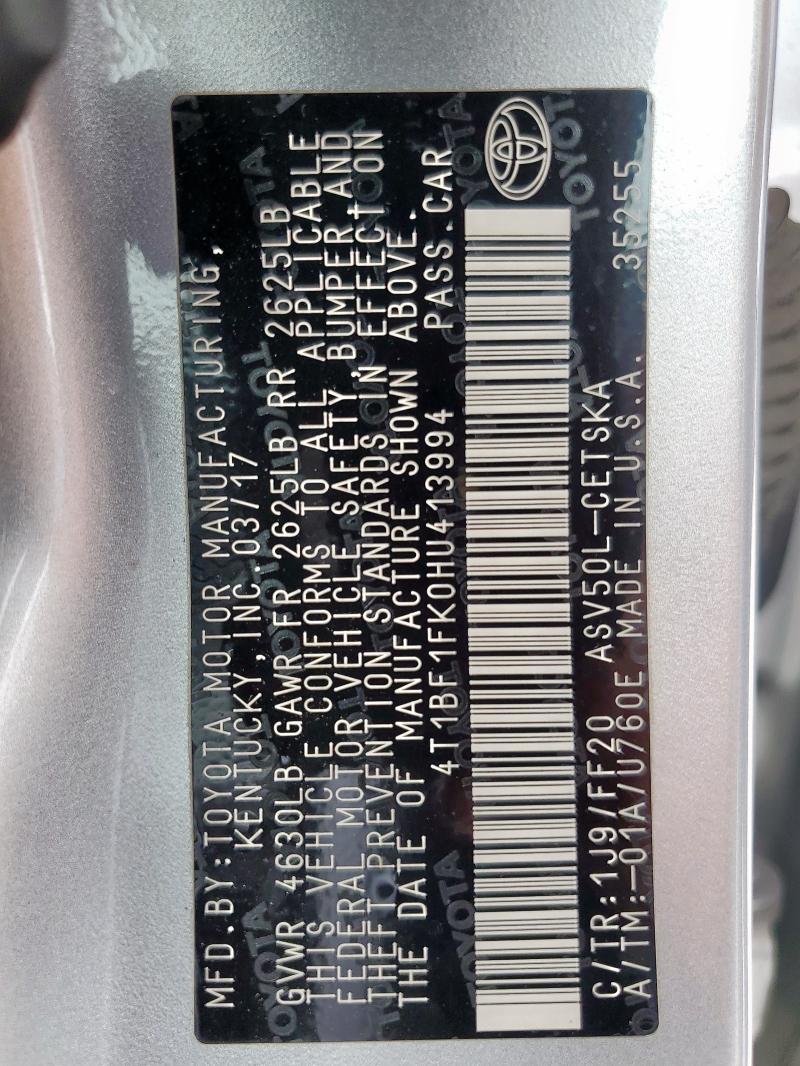 MFD.BY:TOYOTA MOTOR MANUFACTURING,
KENTUCKY, INC. 03/17
GVWR 4630LB GAWR FR 2625LB RR 2625LB
THIS VEHICLE CONFORMS TO ALL APPLICABLE
FEDERAL MOTOR VEHICLE SAFETY, BUMPER AND
THEFT PREVENTION STANDARDS IN EFFECT ON
THE DATE OF MANUFACTURE SHOWN ABOVE.
4T1BF1FK0HU413994 PASS.CAR
C/TR:1J9/FF20 ASV50L-CETSKA 35255
A/TM:-01A/U760E MADE IN U.S.A.